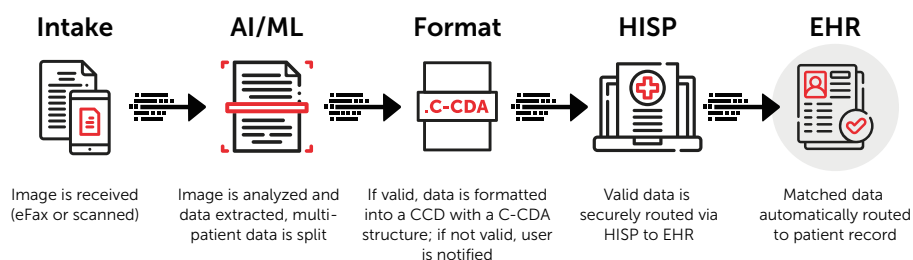 Intake
AI/ML
Format
HISP
EHR
.C-CDA
Image is received
(eFax or scanned)
Image is analyzed and
data extracted, multi-
patient data is split
If valid, data is formatted
into a CCD with a C-CDA
structure; if not valid, user
is notified
Valid data is
securely routed via
HISP to EHR
Matched data
automatically routed
to patient record